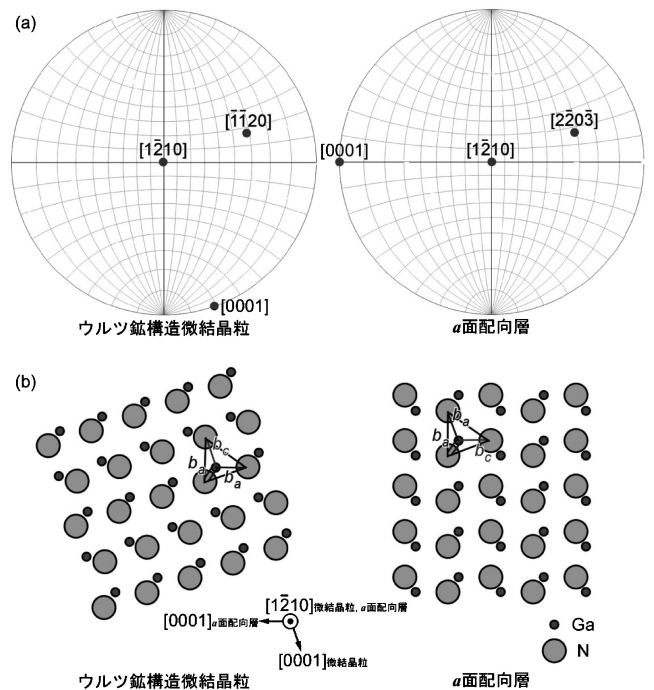 (a)
[1̅1̅20]
[22̅03̅]
[12̅10]
[0001]
[12̅10]
[0001]
ウルツ鉱構造微結晶粒
a面配向層
(b)
b_c
b_a
b_a
b_a
b_a
b_c
[12̅10]微結晶粒, a面配向層
[0001]a面配向層
[0001]微結晶粒
Ga
N
ウルツ鉱構造微結晶粒
a面配向層